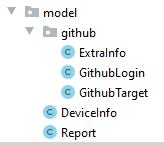 model
github
ExtraInfo
GithubLogin
GithubTarget
DeviceInfo
Report